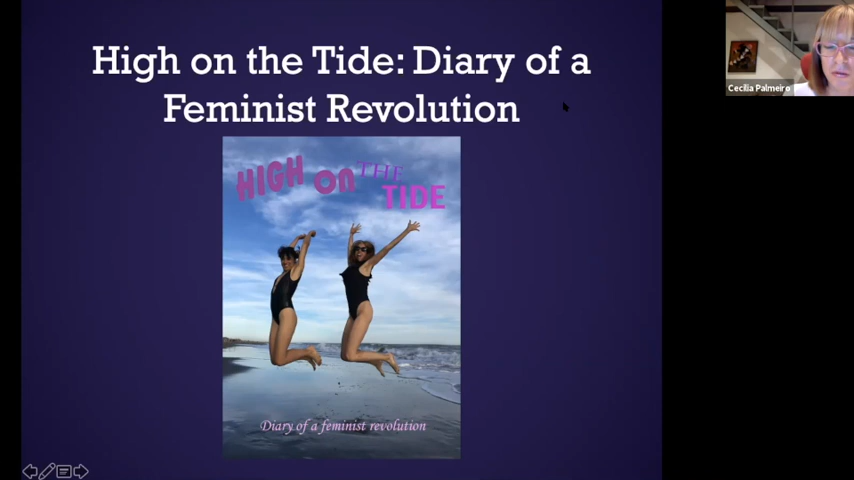 High on the Tide: Diary of a
Feminist Revolution
HIGH on THE
TIDE
Diary of a feminist revolution
Cecilia Palmeiro